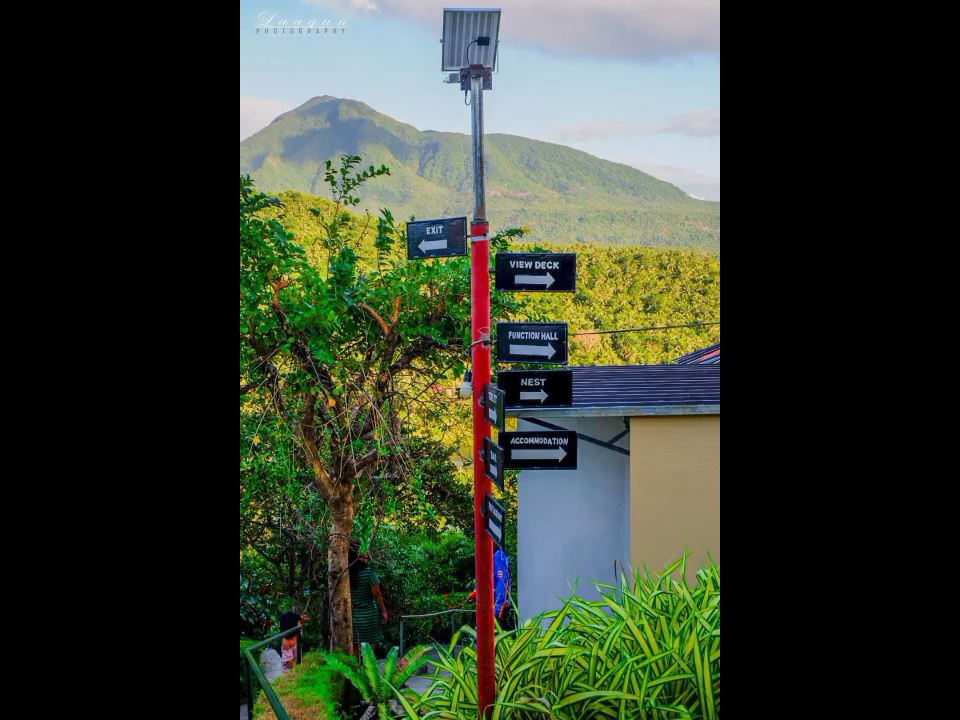 Laagan
PHOTOGRAPHY
EXIT
VIEW DECK
FUNCTION HALL
NEST
ACCOMMODATION